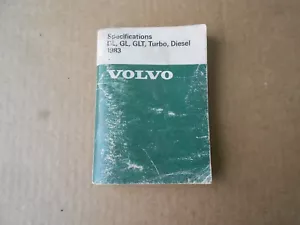 Specifications
DL, GL, GLT, Turbo, Diesel
1983
VOLVO